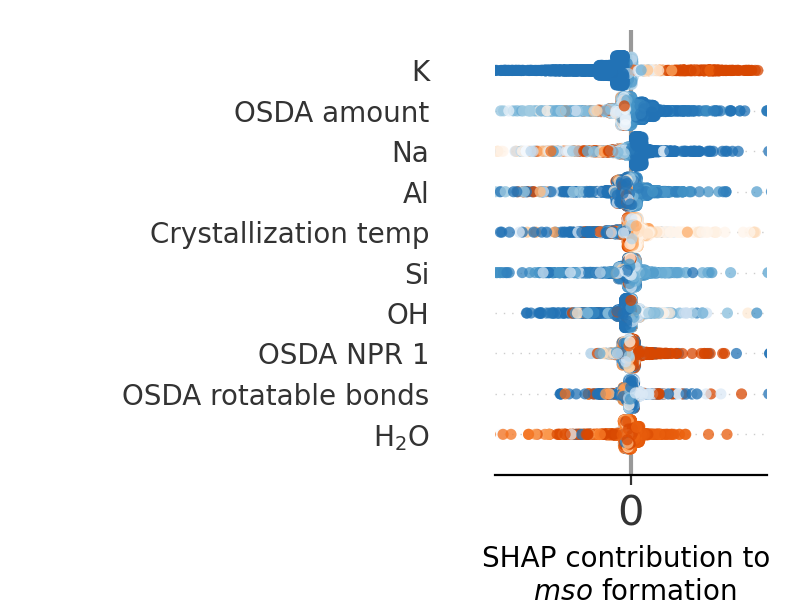 K
OSDA amount
Na
Al
Crystallization temp
Si
OH
OSDA NPR 1
OSDA rotatable bonds
H₂O
0
SHAP contribution to
mso formation